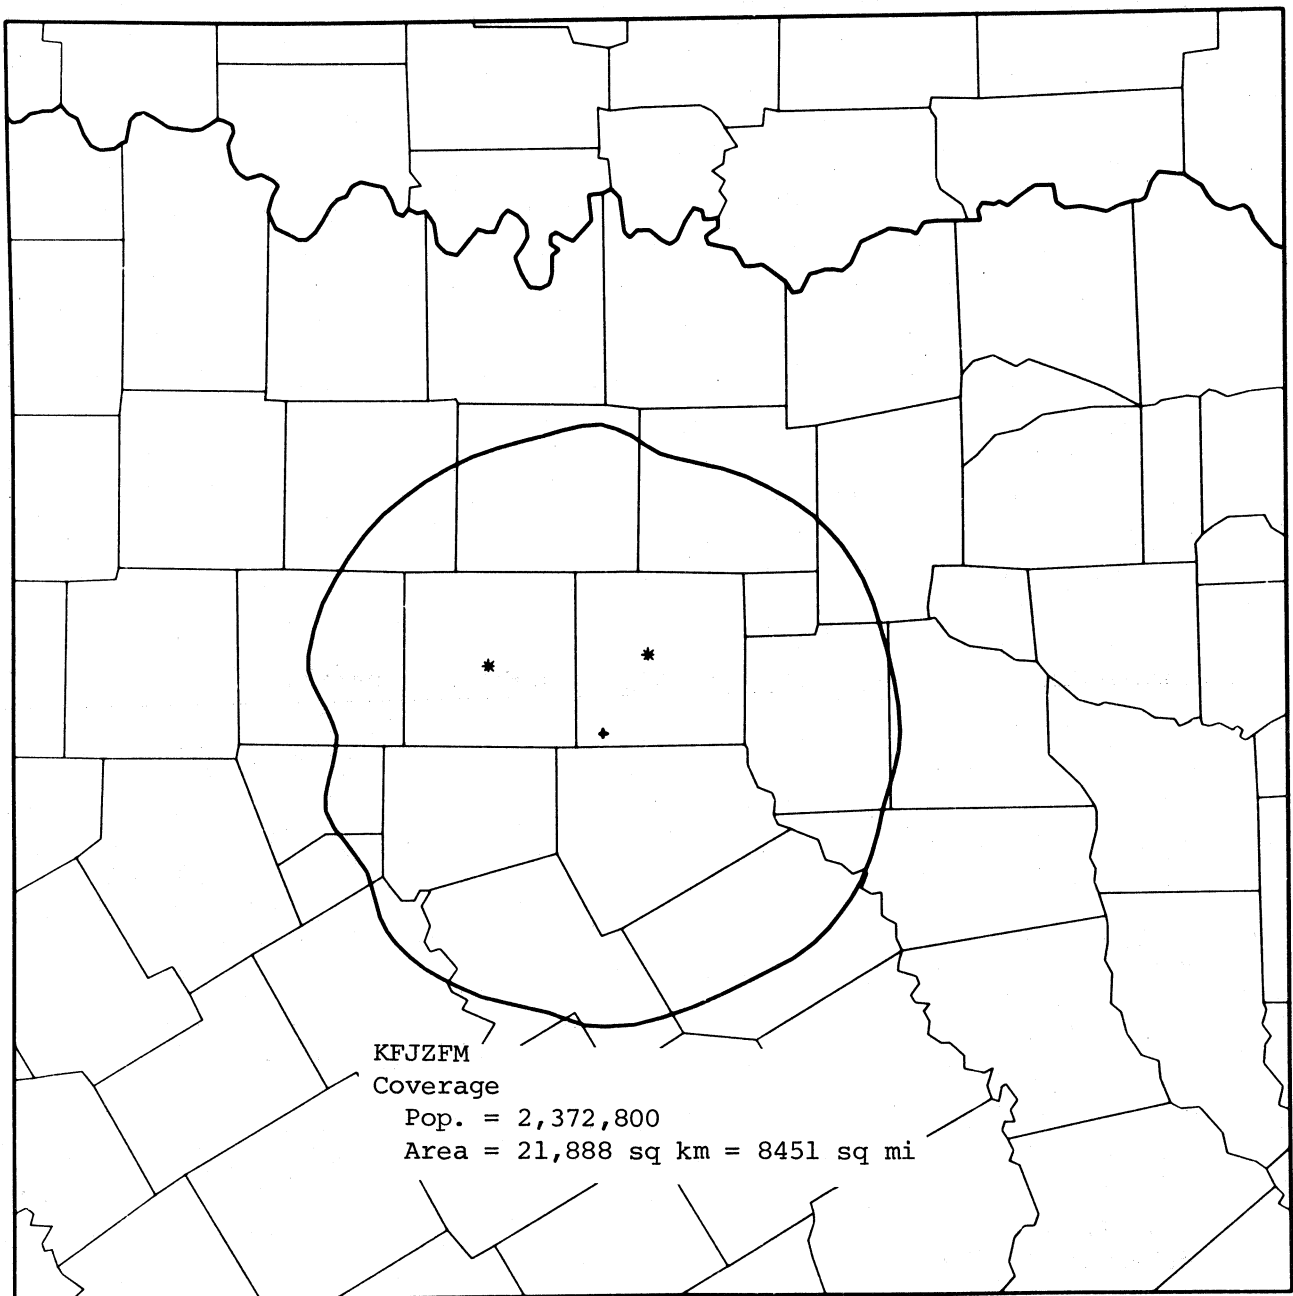 KFJZFM
Coverage
Pop. = 2,372,800
Area = 21,888 sq km = 8451 sq mi